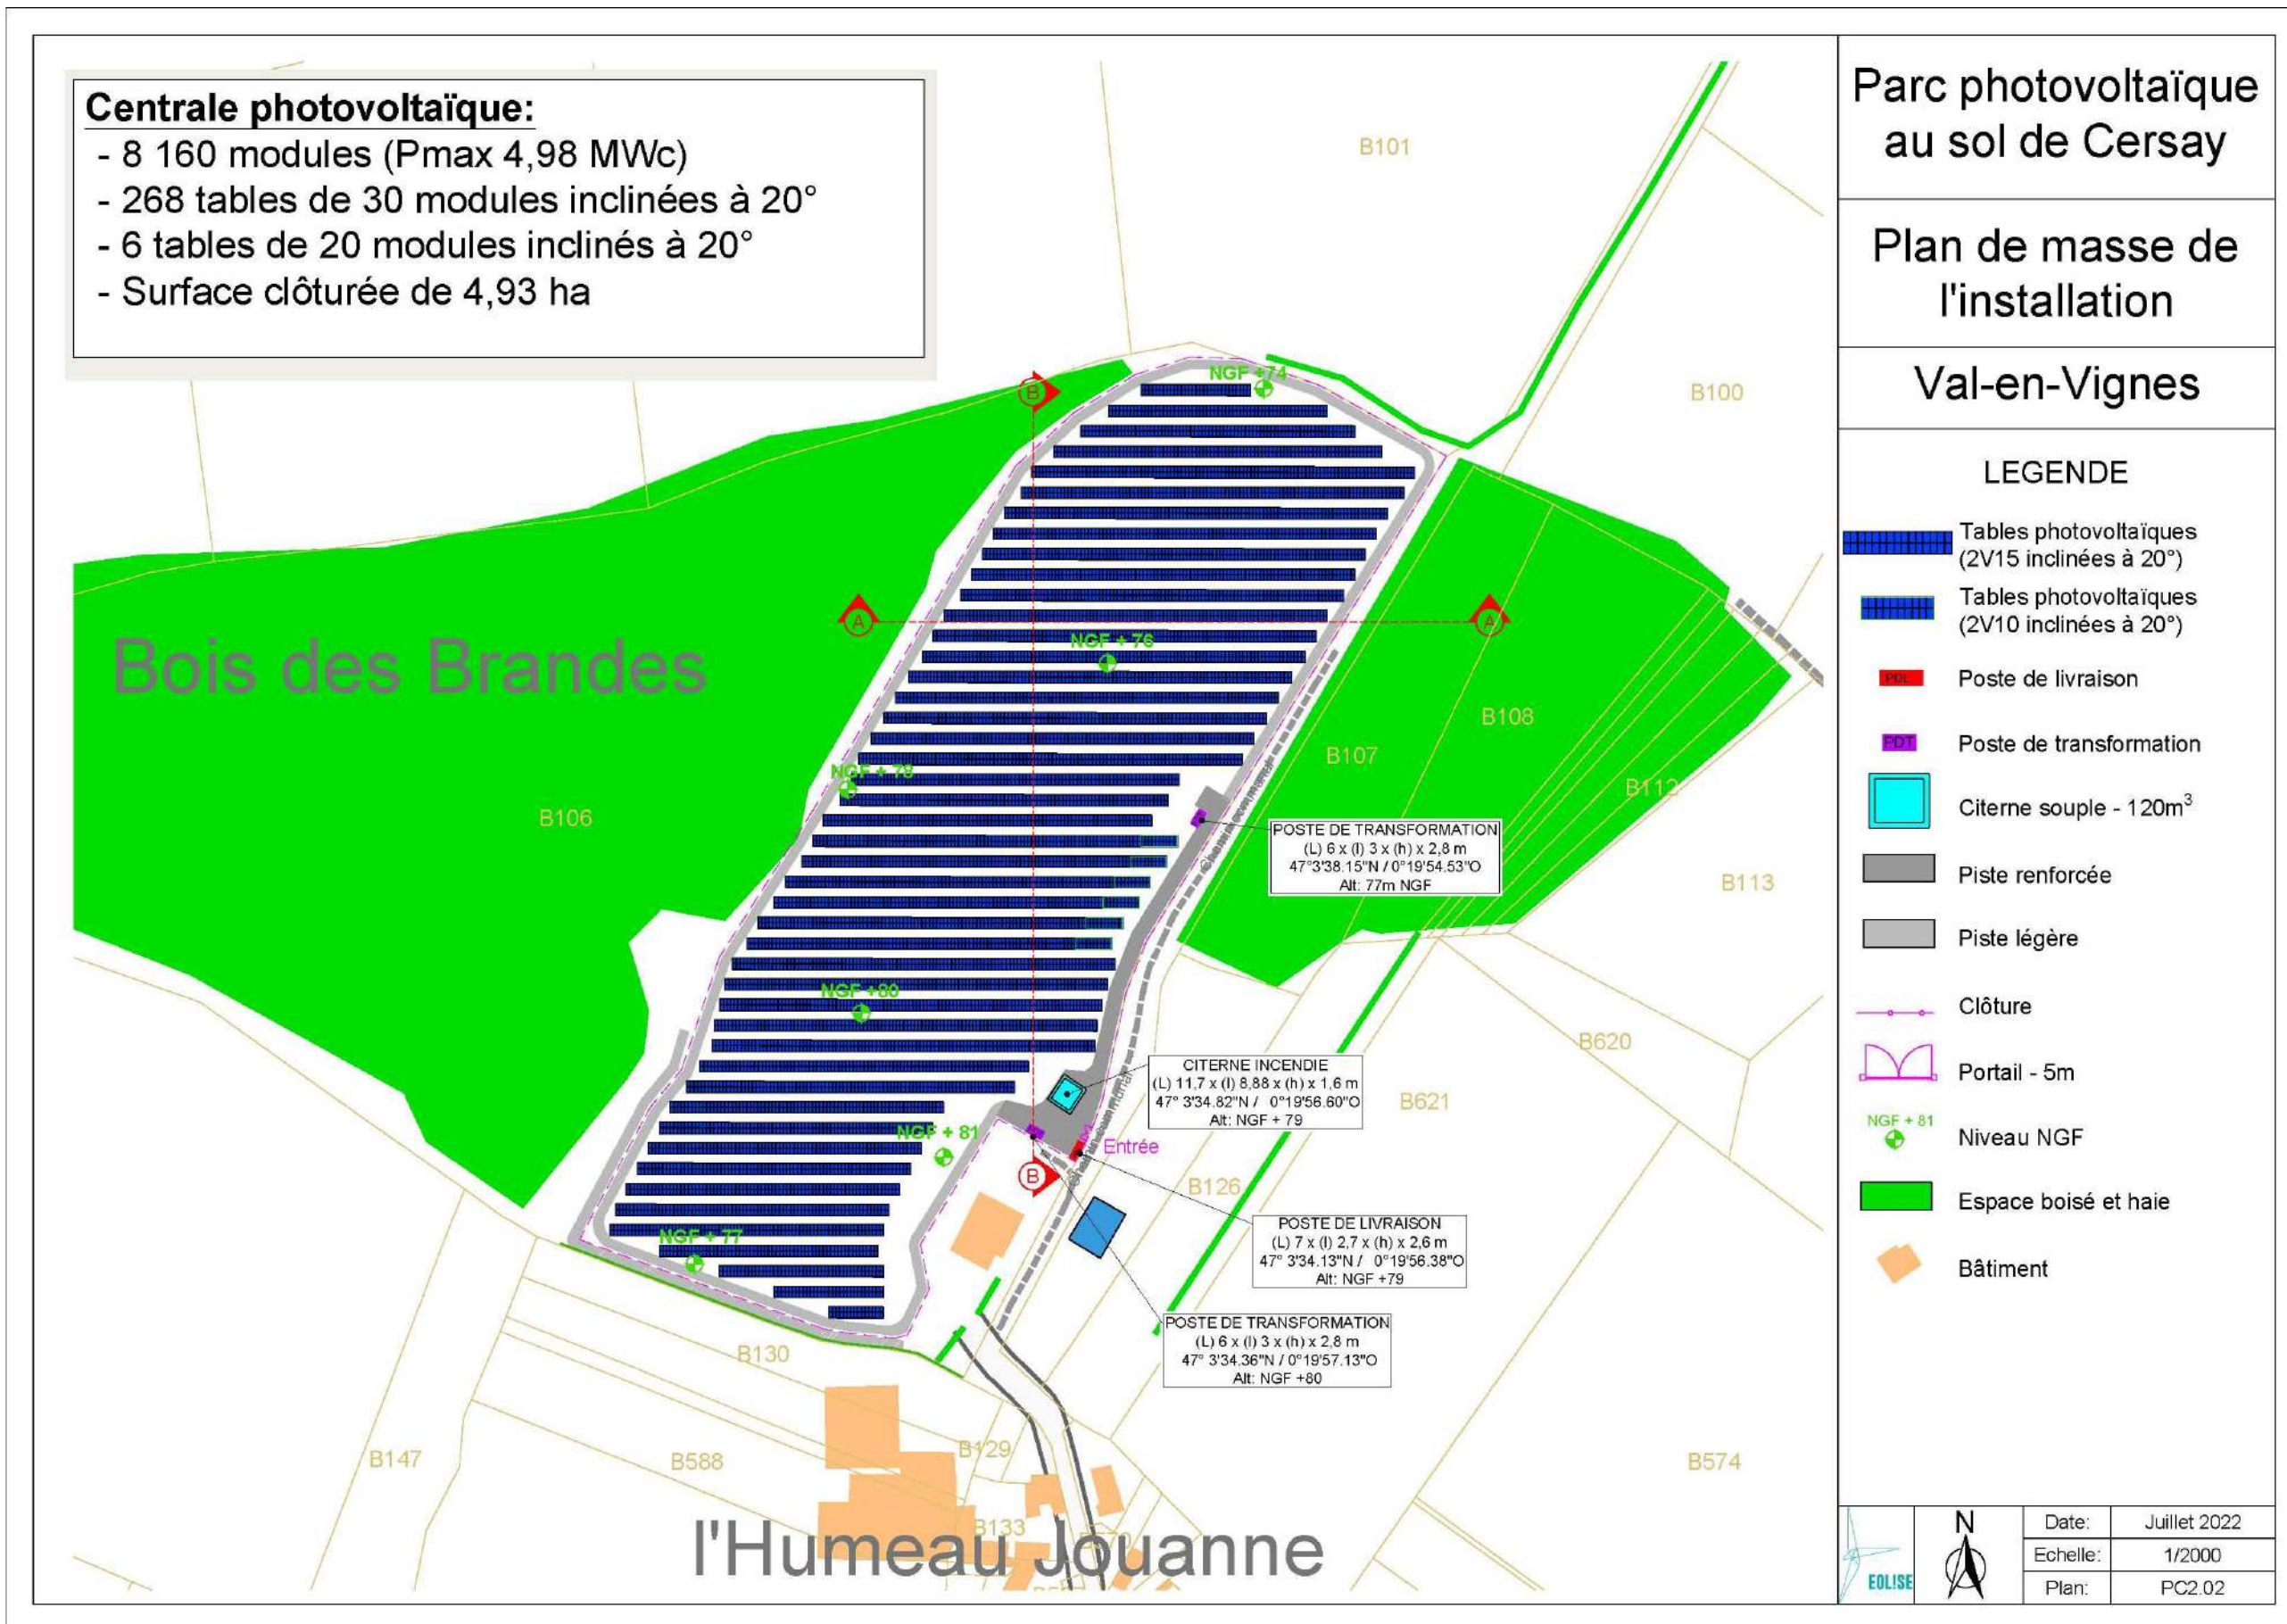 Centrale photovoltaïque:
- 8 160 modules (Pmax 4,98 MWc)
- 268 tables de 30 modules inclinées à 20°
- 6 tables de 20 modules inclinés à 20°
- Surface clôturée de 4,93 ha
B101
B100
NGF +74
B
A
A
NGF + 76
Bois des Brandes
B108
B107
B112
NGF + 78
B106
Chemin communal
POSTE DE TRANSFORMATION
(L) 6 x (l) 3 x (h) x 2,8 m
47°3'38.15"N / 0°19'54.53"O
Alt: 77m NGF
B113
NGF +80
B620
CITERNE INCENDIE
(L) 11,7 x (l) 8,88 x (h) x 1,6 m
47° 3'34.82"N / 0°19'56.60"O
Alt: NGF + 79
B621
NGF + 81
Entrée
Chemin communal
B
B126
POSTE DE LIVRAISON
(L) 7 x (l) 2,7 x (h) x 2,6 m
47° 3'34.13"N / 0°19'56.38"O
Alt: NGF +79
NGF + 77
POSTE DE TRANSFORMATION
(L) 6 x (l) 3 x (h) x 2,8 m
47° 3'34.36"N / 0°19'57.13"O
Alt: NGF +80
B130
B147
B588
B129
B574
B133
l'Humeau Jouanne
Parc photovoltaïque
au sol de Cersay
Plan de masse de
l'installation
Val-en-Vignes
LEGENDE
Tables photovoltaïques
(2V15 inclinées à 20°)
Tables photovoltaïques
(2V10 inclinées à 20°)
PDL
Poste de livraison
PDT
Poste de transformation
Citerne souple - 120m³
Piste renforcée
Piste légère
Clôture
Portail - 5m
NGF + 81
Niveau NGF
Espace boisé et haie
Bâtiment
EOLISE
N
Date: Juillet 2022
Echelle: 1/2000
Plan: PC2.02